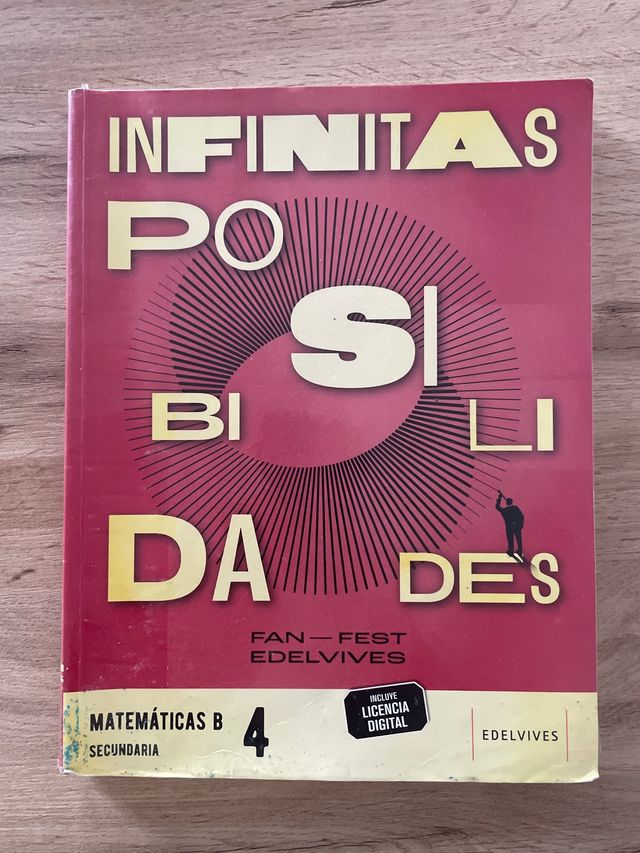 INFINITAS
PO
SI
BI LI
DA DES
FAN — FEST
EDELVIVES
MATEMÁTICAS B 4
SECUNDARIA
INCLUYE
LICENCIA
DIGITAL
EDELVIVES